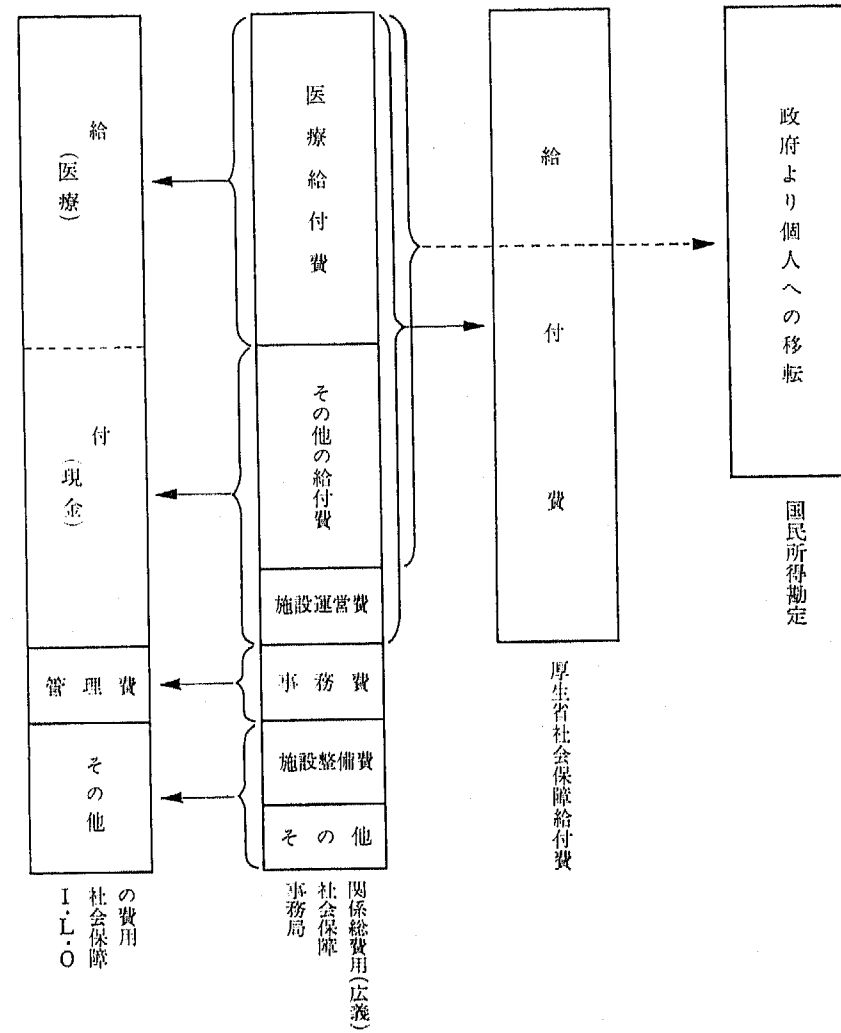 給付
(医療)
(現金)
管理費
その他
I・L・O
社会保障
の費用
医療給付費
その他の給付費
施設運営費
事務費
施設整備費
その他
事務局
社会保障
関係総費用(広義)
給付費
厚生省社会保障給付費
政府より個人への移転
国民所得勘定